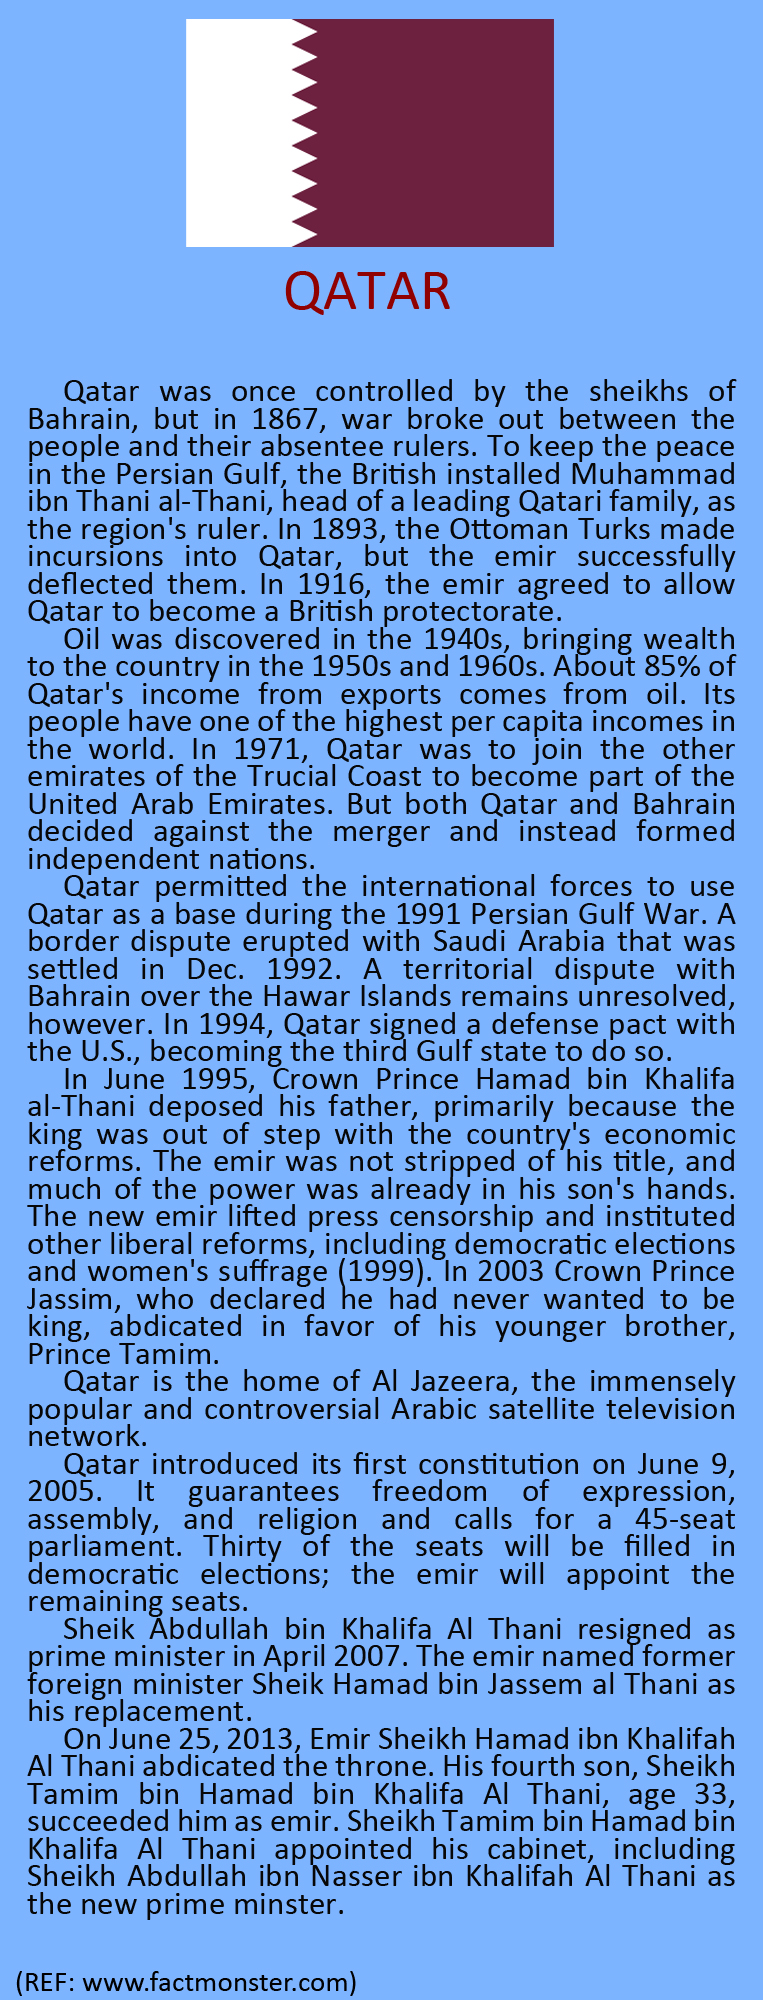 QATAR
Qatar was once controlled by the sheikhs of
Bahrain, but in 1867, war broke out between the
people and their absentee rulers. To keep the peace
in the Persian Gulf, the British installed Muhammad
ibn Thani al-Thani, head of a leading Qatari family, as
the region's ruler. In 1893, the Ottoman Turks made
incursions into Qatar, but the emir successfully
deflected them. In 1916, the emir agreed to allow
Qatar to become a British protectorate.
Oil was discovered in the 1940s, bringing wealth
to the country in the 1950s and 1960s. About 85% of
Qatar's income from exports comes from oil. Its
people have one of the highest per capita incomes in
the world. In 1971, Qatar was to join the other
emirates of the Trucial Coast to become part of the
United Arab Emirates. But both Qatar and Bahrain
decided against the merger and instead formed
independent nations.
Qatar permitted the international forces to use
Qatar as a base during the 1991 Persian Gulf War. A
border dispute erupted with Saudi Arabia that was
settled in Dec. 1992. A territorial dispute with
Bahrain over the Hawar Islands remains unresolved,
however. In 1994, Qatar signed a defense pact with
the U.S., becoming the third Gulf state to do so.
In June 1995, Crown Prince Hamad bin Khalifa
al-Thani deposed his father, primarily because the
king was out of step with the country's economic
reforms. The emir was not stripped of his title, and
much of the power was already in his son's hands.
The new emir lifted press censorship and instituted
other liberal reforms, including democratic elections
and women's suffrage (1999). In 2003 Crown Prince
Jassim, who declared he had never wanted to be
king, abdicated in favor of his younger brother,
Prince Tamim.
Qatar is the home of Al Jazeera, the immensely
popular and controversial Arabic satellite television
network.
Qatar introduced its first constitution on June 9,
2005. It guarantees freedom of expression,
assembly, and religion and calls for a 45-seat
parliament. Thirty of the seats will be filled in
democratic elections; the emir will appoint the
remaining seats.
Sheik Abdullah bin Khalifa Al Thani resigned as
prime minister in April 2007. The emir named former
foreign minister Sheik Hamad bin Jassem al Thani as
his replacement.
On June 25, 2013, Emir Sheikh Hamad ibn Khalifah
Al Thani abdicated the throne. His fourth son, Sheikh
Tamim bin Hamad bin Khalifa Al Thani, age 33,
succeeded him as emir. Sheikh Tamim bin Hamad bin
Khalifa Al Thani appointed his cabinet, including
Sheikh Abdullah ibn Nasser ibn Khalifah Al Thani as
the new prime minster.
(REF: www.factmonster.com)